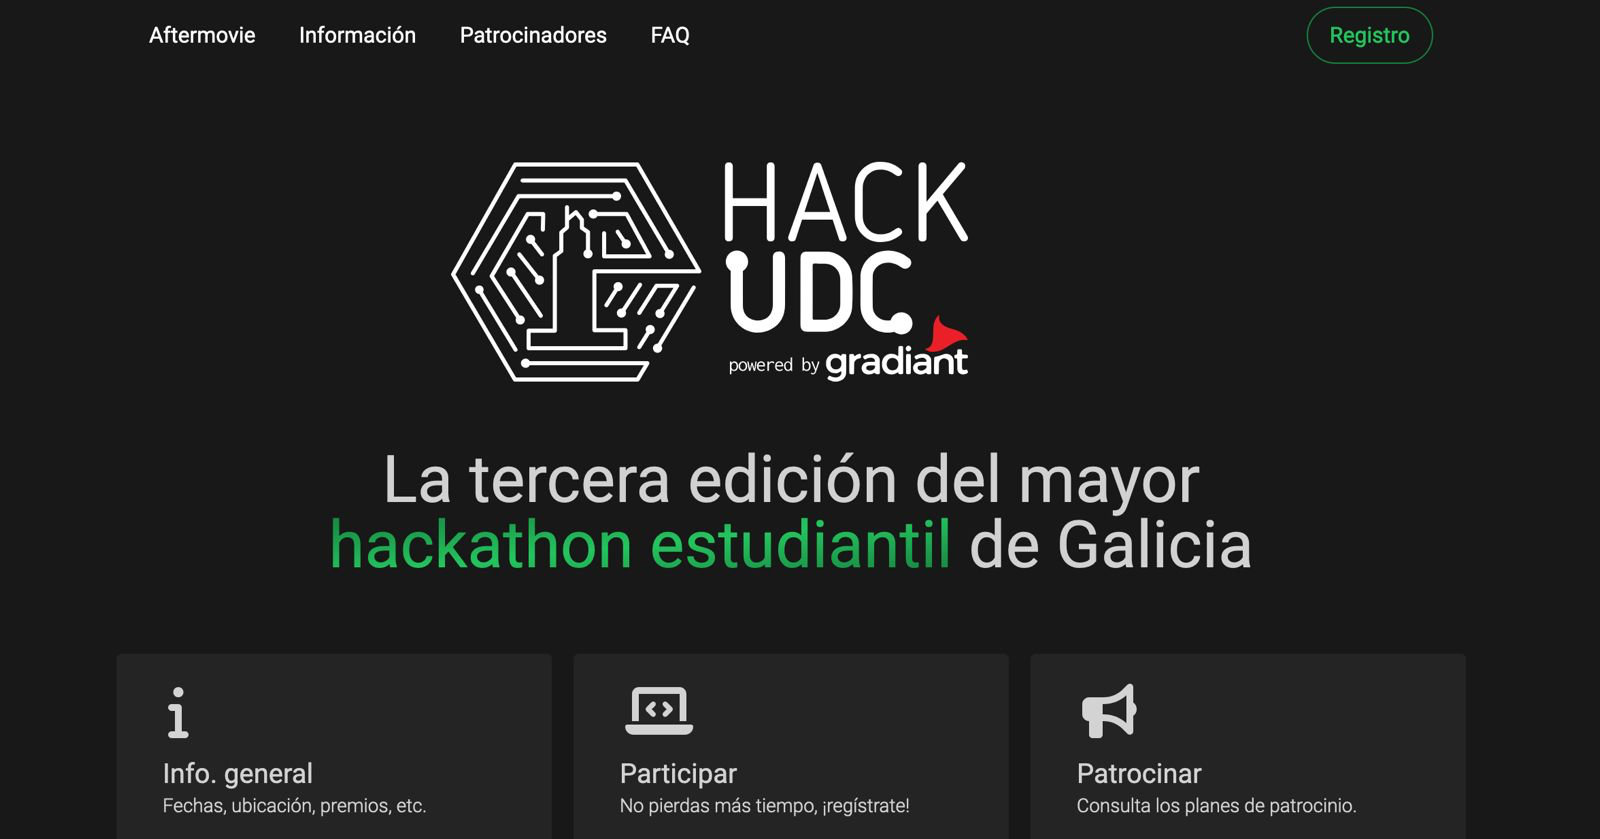 Aftermovie Información Patrocinadores FAQ Registro
HACK
UDC
powered by gradiant
La tercera edición del mayor
hackathon estudiantil de Galicia
Info. general
Fechas, ubicación, premios, etc.
Participar
No pierdas más tiempo, ¡regístrate!
Patrocinar
Consulta los planes de patrocinio.